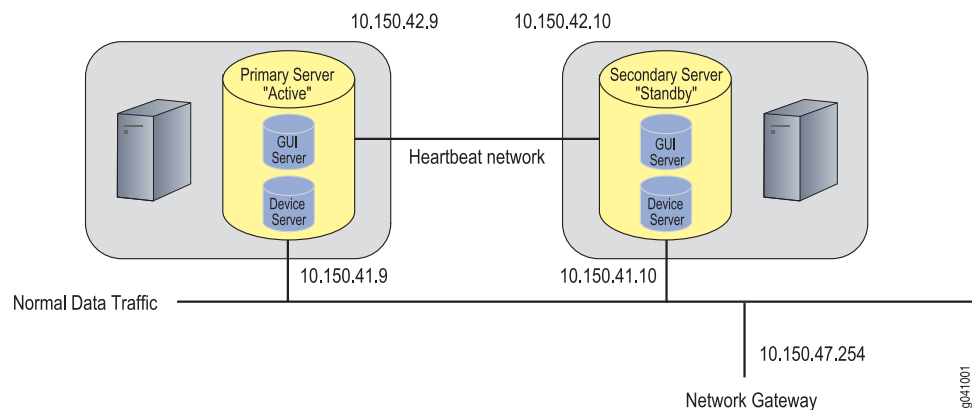 10.150.42.9
10.150.42.10
Primary Server
"Active"
Secondary Server
"Standby"
GUI
Server
Heartbeat network
GUI
Server
Device
Server
Device
Server
10.150.41.9
10.150.41.10
Normal Data Traffic
10.150.47.254
Network Gateway
g041001